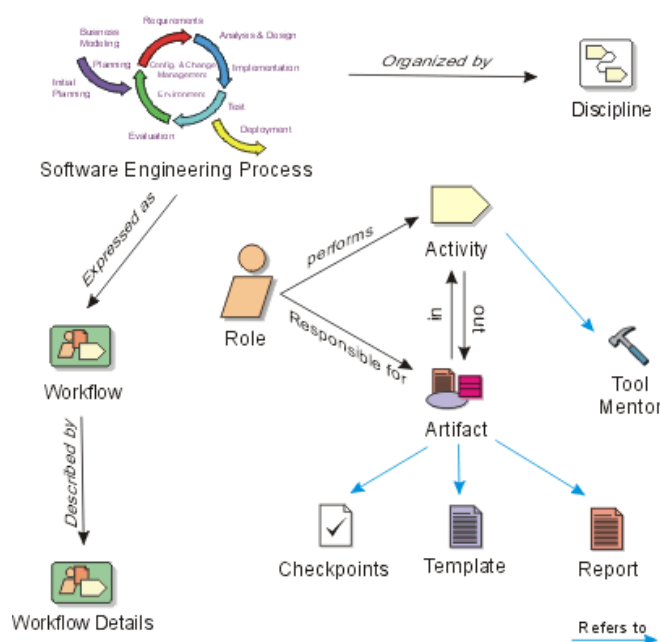 Requirements
Business
Modeling
Analysis & Design
Planning
Config. & Change
Management
Implementation
Initial
Planning
Environment
Test
Evaluation
Deployment
Software Engineering Process
Organized by
Discipline
Expressed as
performs
Activity
Role
Responsible for
in
out
Workflow
Artifact
Tool
Mentor
Described by
Checkpoints
Template
Report
Workflow Details
Refers to